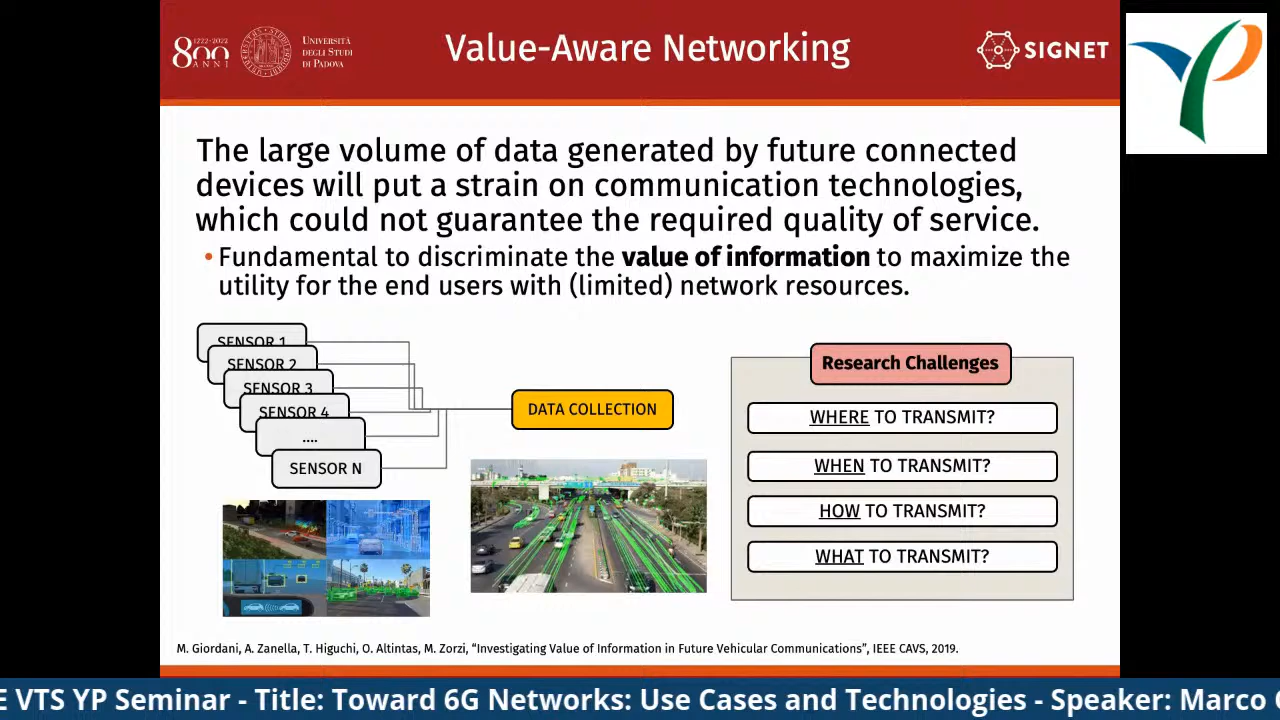 1222-2022
800
ANNI
UNIVERSITÀ
DEGLI STUDI
DI PADOVA
Value-Aware Networking
SIGNET
The large volume of data generated by future connected
devices will put a strain on communication technologies,
which could not guarantee the required quality of service.
• Fundamental to discriminate the value of information to maximize the
utility for the end users with (limited) network resources.
SENSOR 1
SENSOR 2
SENSOR 3
SENSOR 4
....
SENSOR N
DATA COLLECTION
Research Challenges
WHERE TO TRANSMIT?
WHEN TO TRANSMIT?
HOW TO TRANSMIT?
WHAT TO TRANSMIT?
M. Giordani, A. Zanella, T. Higuchi, O. Altintas, M. Zorzi, “Investigating Value of Information in Future Vehicular Communications”, IEEE CAVS, 2019.
E VTS YP Seminar - Title: Toward 6G Networks: Use Cases and Technologies - Speaker: Marco